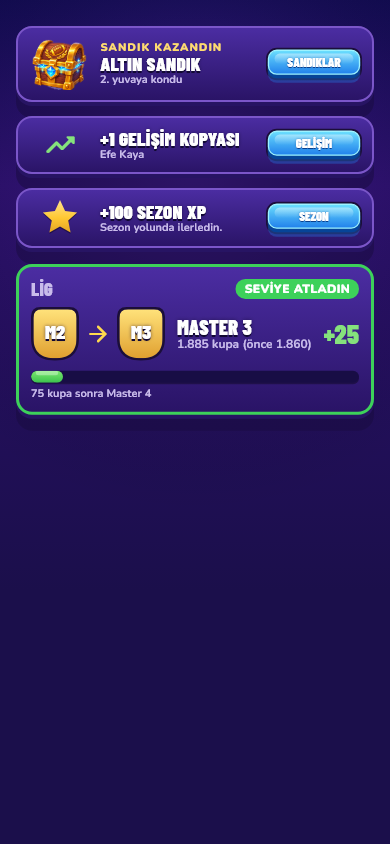 SANDIK KAZANDIN
ALTIN SANDIK
2. yuvaya kondu
SANDIKLAR
+1 GELİŞİM KOPYASI
Efe Kaya
GELİŞİM
+100 SEZON XP
Sezon yolunda ilerledin.
SEZON
LİG
SEVİYE ATLADIN
M2
M3
MASTER 3
1.885 kupa (önce 1.860)
+25
75 kupa sonra Master 4